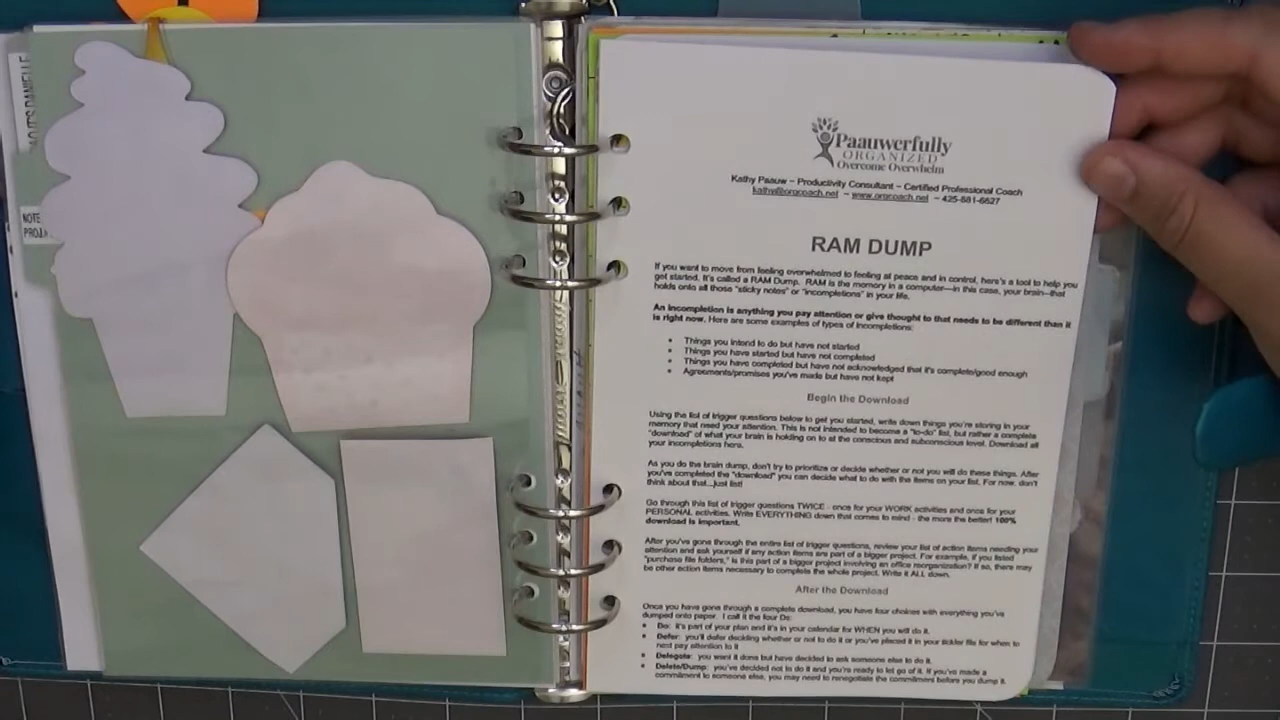 NOTE
Paauwerfully
ORGANIZED
Overcome Overwhelm
Kathy Paauw – Productivity Consultant – Certified Professional Coach
kathy@orgcoach.net – www.orgcoach.net – 425-881-6627
RAM DUMP
If you want to move from feeling overwhelmed to feeling at peace and in control, here's a tool to help you
get started. It's called a RAM Dump. RAM is the memory in a computer—in this case, your brain—that
holds onto all those "sticky notes" or "incompletions" in your life.
An incompletion is anything you pay attention or give thought to that needs to be different than it
is right now. Here are some examples of types of incompletions:
• Things you intend to do but have not started
• Things you have started but have not completed
• Things you have completed but have not acknowledged that it's complete/good enough
• Agreements/promises you've made but have not kept
Begin the Download
Using the list of trigger questions below to get you started, write down things you're storing in your
memory that need your attention. This is not intended to become a "to-do" list, but rather a complete
"download" of what your brain is holding on to at the conscious and subconscious level. Download all
your incompletions here.
As you do the brain dump, don't try to prioritize or decide whether or not you will do these things. After
you've completed the "download" you can decide what to do with the items on your list. For now, don't
think about that...just list!
Go through this list of trigger questions TWICE - once for your WORK activities and once for your
PERSONAL activities. Write EVERYTHING down that comes to mind - the more the better! 100%
download is important.
After you've gone through the entire list of trigger questions, review your list of action items needing your
attention and ask yourself if any action items are part of a bigger project. For example, if you listed
"purchase file folders," is this part of a bigger project involving an office reorganization? If so, there may
be other action items necessary to complete the whole project. Write it ALL down.
After the Download
Once you have gone through a complete download, you have four choices with everything you've
dumped onto paper. I call it the four Ds:
• Do: it's part of your plan and it's in your calendar for WHEN you will do it.
• Defer: you'll defer deciding whether or not to do it or you've placed it in your tickler file for when to
next pay attention to it
• Delegate: you want it done but have decided to ask someone else to do it.
• Delete/Dump: you've decided not to do it and you're ready to let go of it. If you've made a
commitment to someone else, you may need to renegotiate the commitment before you dump it.